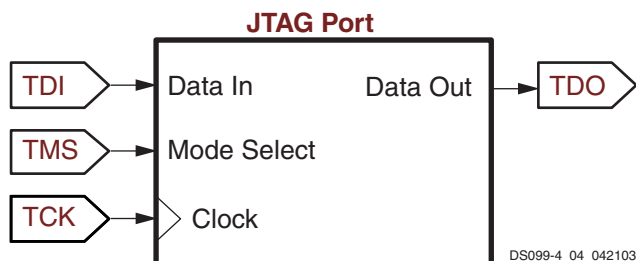 JTAG Port
TDI Data In Data Out TDO
TMS Mode Select
TCK Clock
DS099-4_04_042103